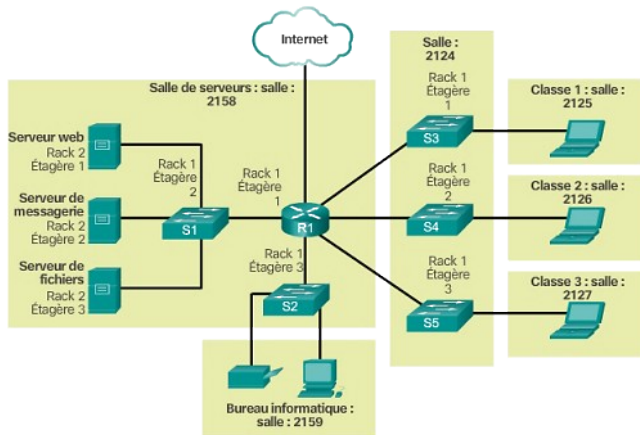 Internet
Salle de serveurs : salle :
2158
Serveur web
Rack 2
Étagère 1
Serveur de
messagerie
Rack 2
Étagère 2
Serveur de
fichiers
Rack 2
Étagère 3
Rack 1
Étagère
2
S1
Rack 1
Étagère
1
R1
Rack 1
Étagère 3
S2
Bureau informatique :
salle : 2159
Salle :
2124
Rack 1
Étagère
1
S3
Rack 1
Étagère
2
S4
Rack 1
Étagère
3
S5
Classe 1 : salle :
2125
Classe 2 : salle :
2126
Classe 3 : salle :
2127